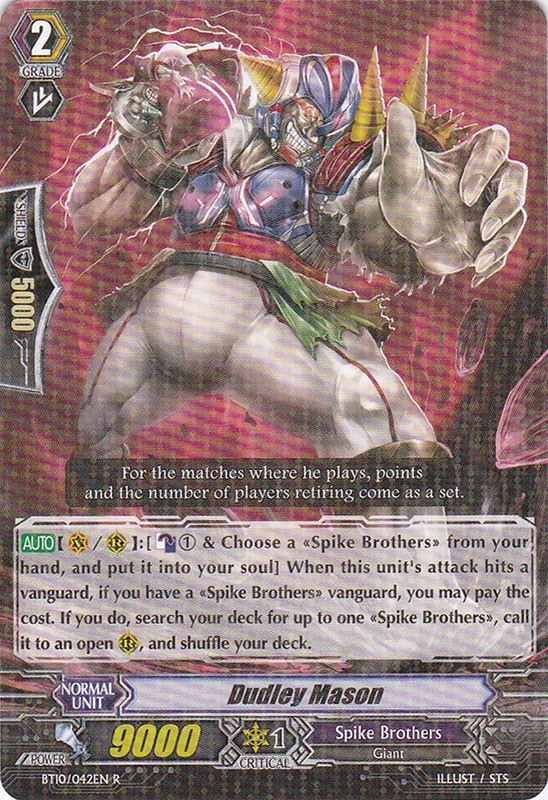 2
GRADE
SHIELD
5000
For the matches where he plays, points
and the number of players retiring come as a set.
AUTO [ / R ]:[ ① & Choose a «Spike Brothers» from your
hand, and put it into your soul] When this unit's attack hits a
vanguard, if you have a «Spike Brothers» vanguard, you may pay the
cost. If you do, search your deck for up to one «Spike Brothers», call
it to an open R, and shuffle your deck.
NORMAL
UNIT
Dudley Mason
POWER
9000
1
CRITICAL
Spike Brothers
Giant
BT10/042EN R
ILLUST / STS